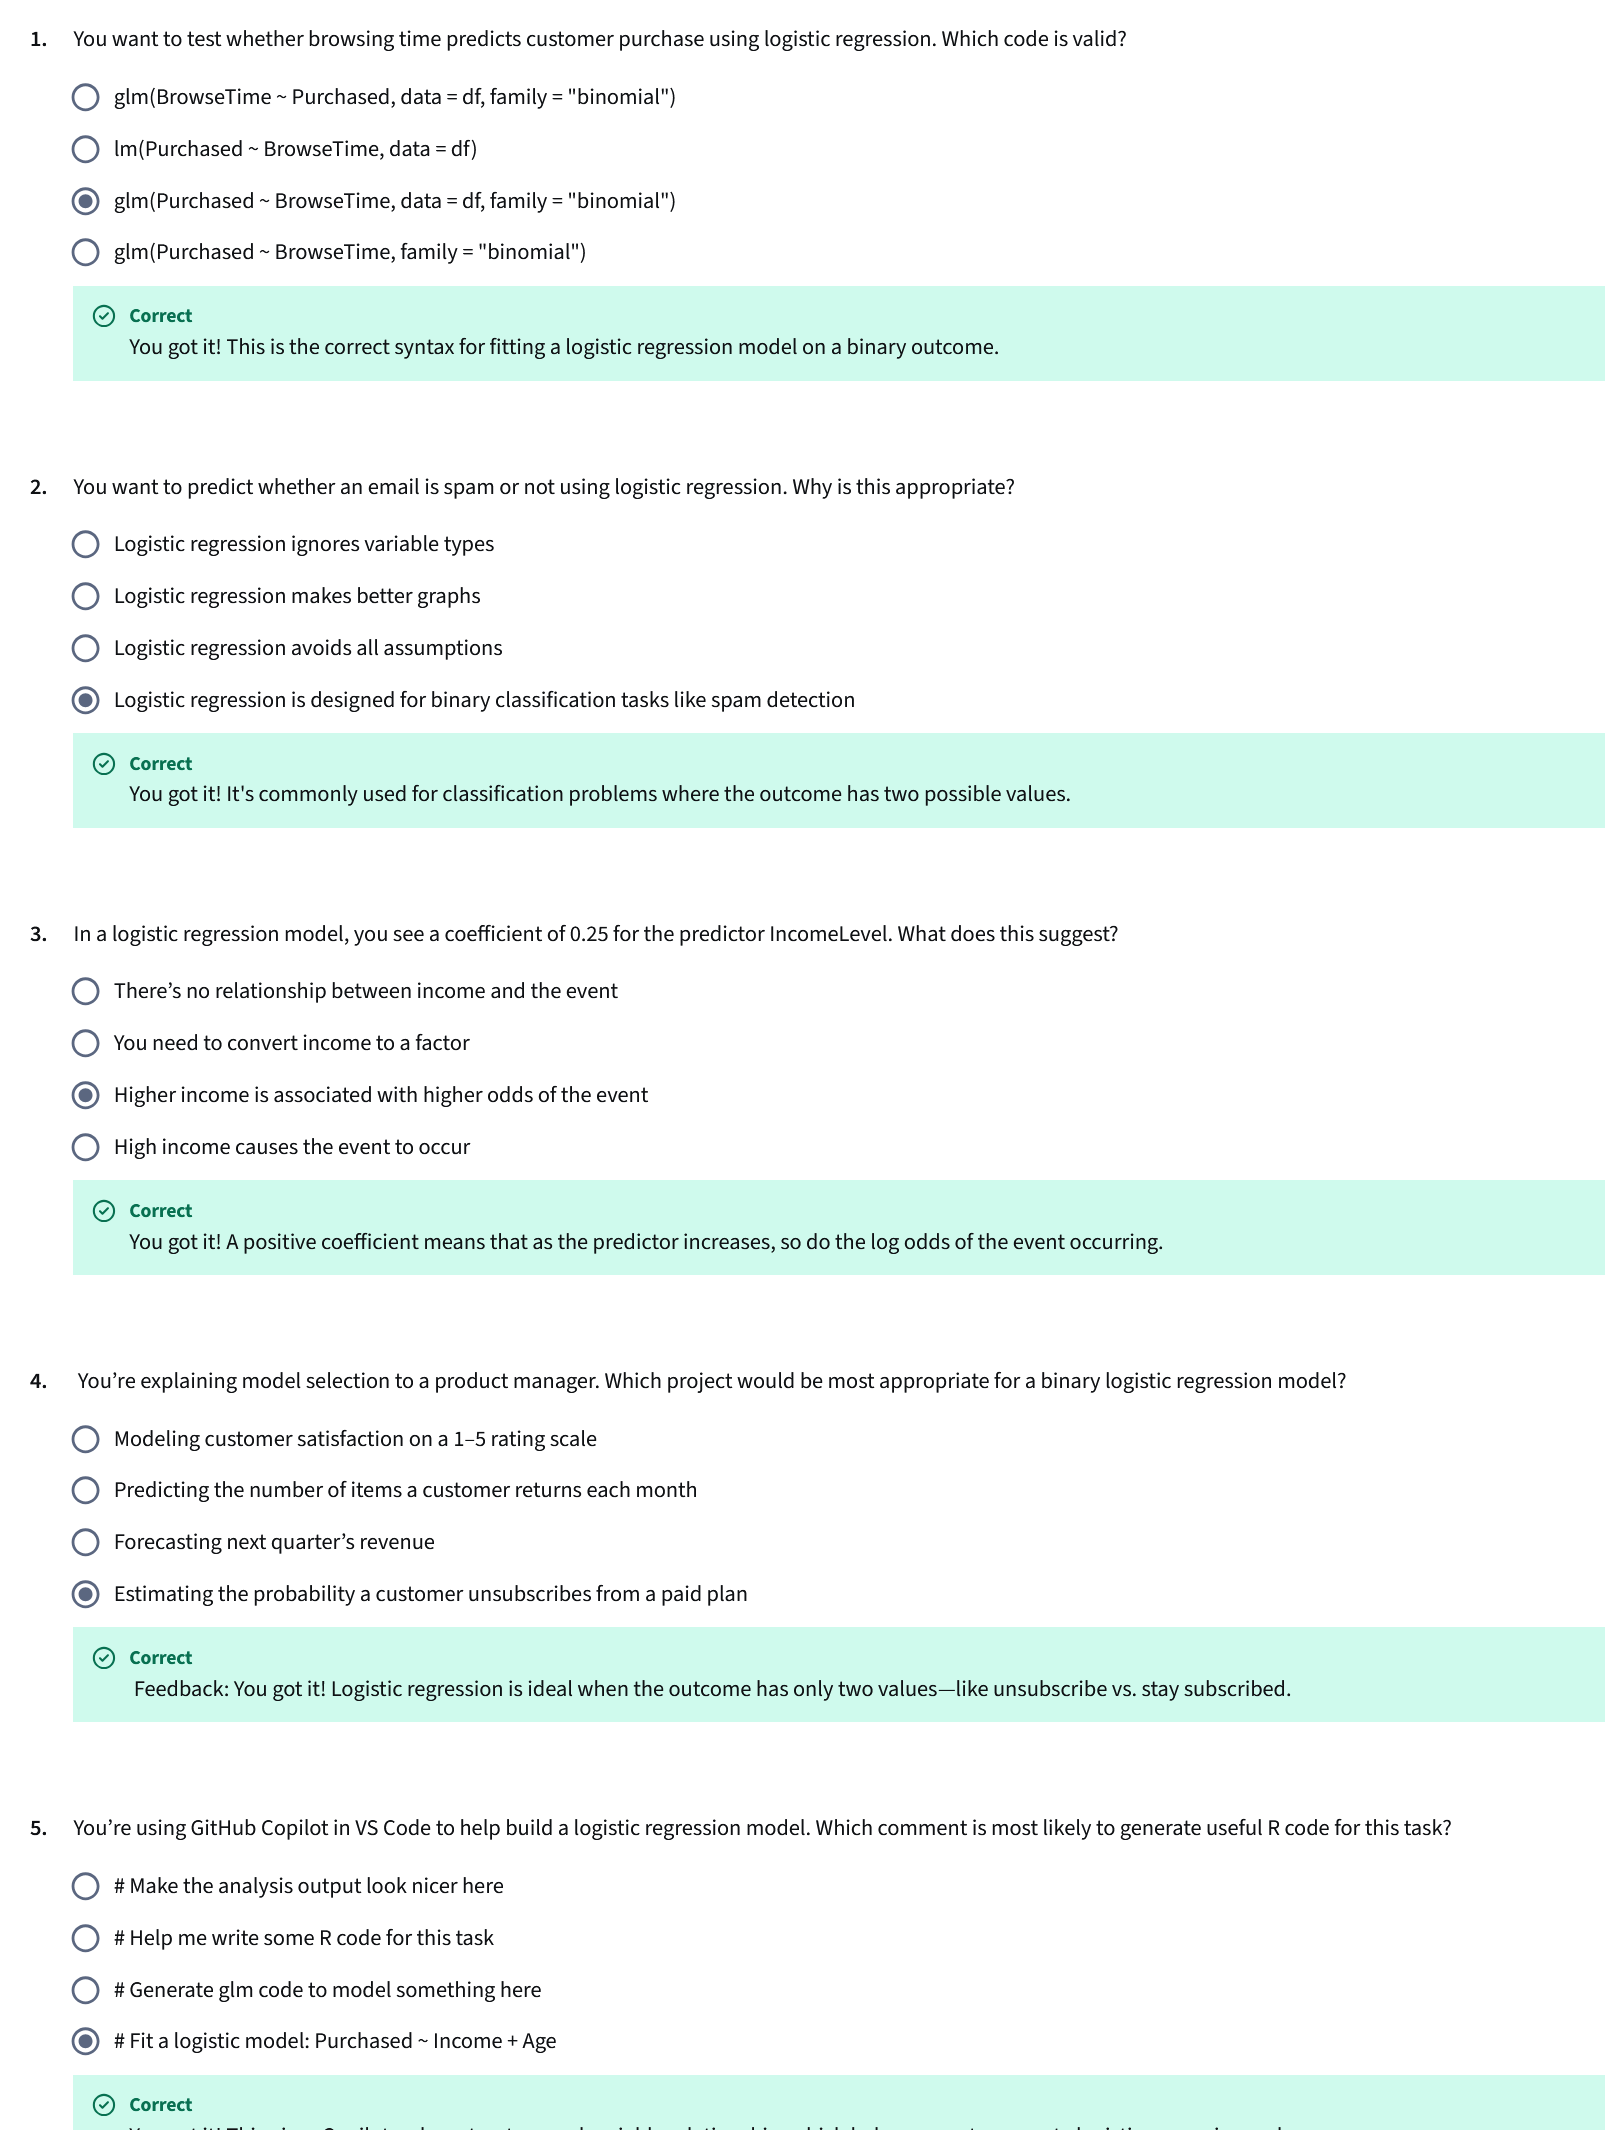 1. You want to test whether browsing time predicts customer purchase using logistic regression. Which code is valid?
glm(BrowseTime ~ Purchased, data = df, family = "binomial")
lm(Purchased ~ BrowseTime, data = df)
glm(Purchased ~ BrowseTime, data = df, family = "binomial")
glm(Purchased ~ BrowseTime, family = "binomial")
Correct
You got it! This is the correct syntax for fitting a logistic regression model on a binary outcome.
2. You want to predict whether an email is spam or not using logistic regression. Why is this appropriate?
Logistic regression ignores variable types
Logistic regression makes better graphs
Logistic regression avoids all assumptions
Logistic regression is designed for binary classification tasks like spam detection
Correct
You got it! It's commonly used for classification problems where the outcome has two possible values.
3. In a logistic regression model, you see a coefficient of 0.25 for the predictor IncomeLevel. What does this suggest?
There’s no relationship between income and the event
You need to convert income to a factor
Higher income is associated with higher odds of the event
High income causes the event to occur
Correct
You got it! A positive coefficient means that as the predictor increases, so do the log odds of the event occurring.
4. You’re explaining model selection to a product manager. Which project would be most appropriate for a binary logistic regression model?
Modeling customer satisfaction on a 1–5 rating scale
Predicting the number of items a customer returns each month
Forecasting next quarter’s revenue
Estimating the probability a customer unsubscribes from a paid plan
Correct
Feedback: You got it! Logistic regression is ideal when the outcome has only two values—like unsubscribe vs. stay subscribed.
5. You’re using GitHub Copilot in VS Code to help build a logistic regression model. Which comment is most likely to generate useful R code for this task?
# Make the analysis output look nicer here
# Help me write some R code for this task
# Generate glm code to model something here
# Fit a logistic model: Purchased ~ Income + Age
Correct